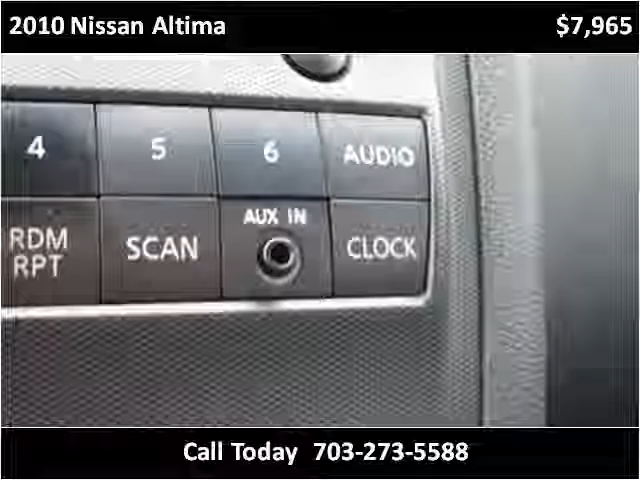 2010 Nissan Altima $7,965
4 5 6 AUDIO
RDM RPT SCAN AUX IN CLOCK
Call Today 703-273-5588